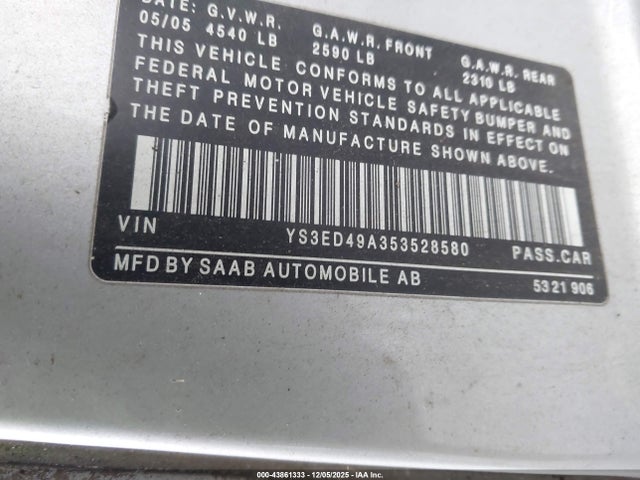 DATE: G.V.W.R. G.A.W.R. FRONT G.A.W.R. REAR
05/05 4540 LB 2590 LB 2310 LB
THIS VEHICLE CONFORMS TO ALL APPLICABLE
FEDERAL MOTOR VEHICLE SAFETY BUMPER AND
THEFT PREVENTION STANDARDS IN EFFECT ON
THE DATE OF MANUFACTURE SHOWN ABOVE.
VIN YS3ED49A353528580 PASS.CAR
MFD BY SAAB AUTOMOBILE AB 5321906
000-43861333 - 12/05/2025 - IAA Inc.